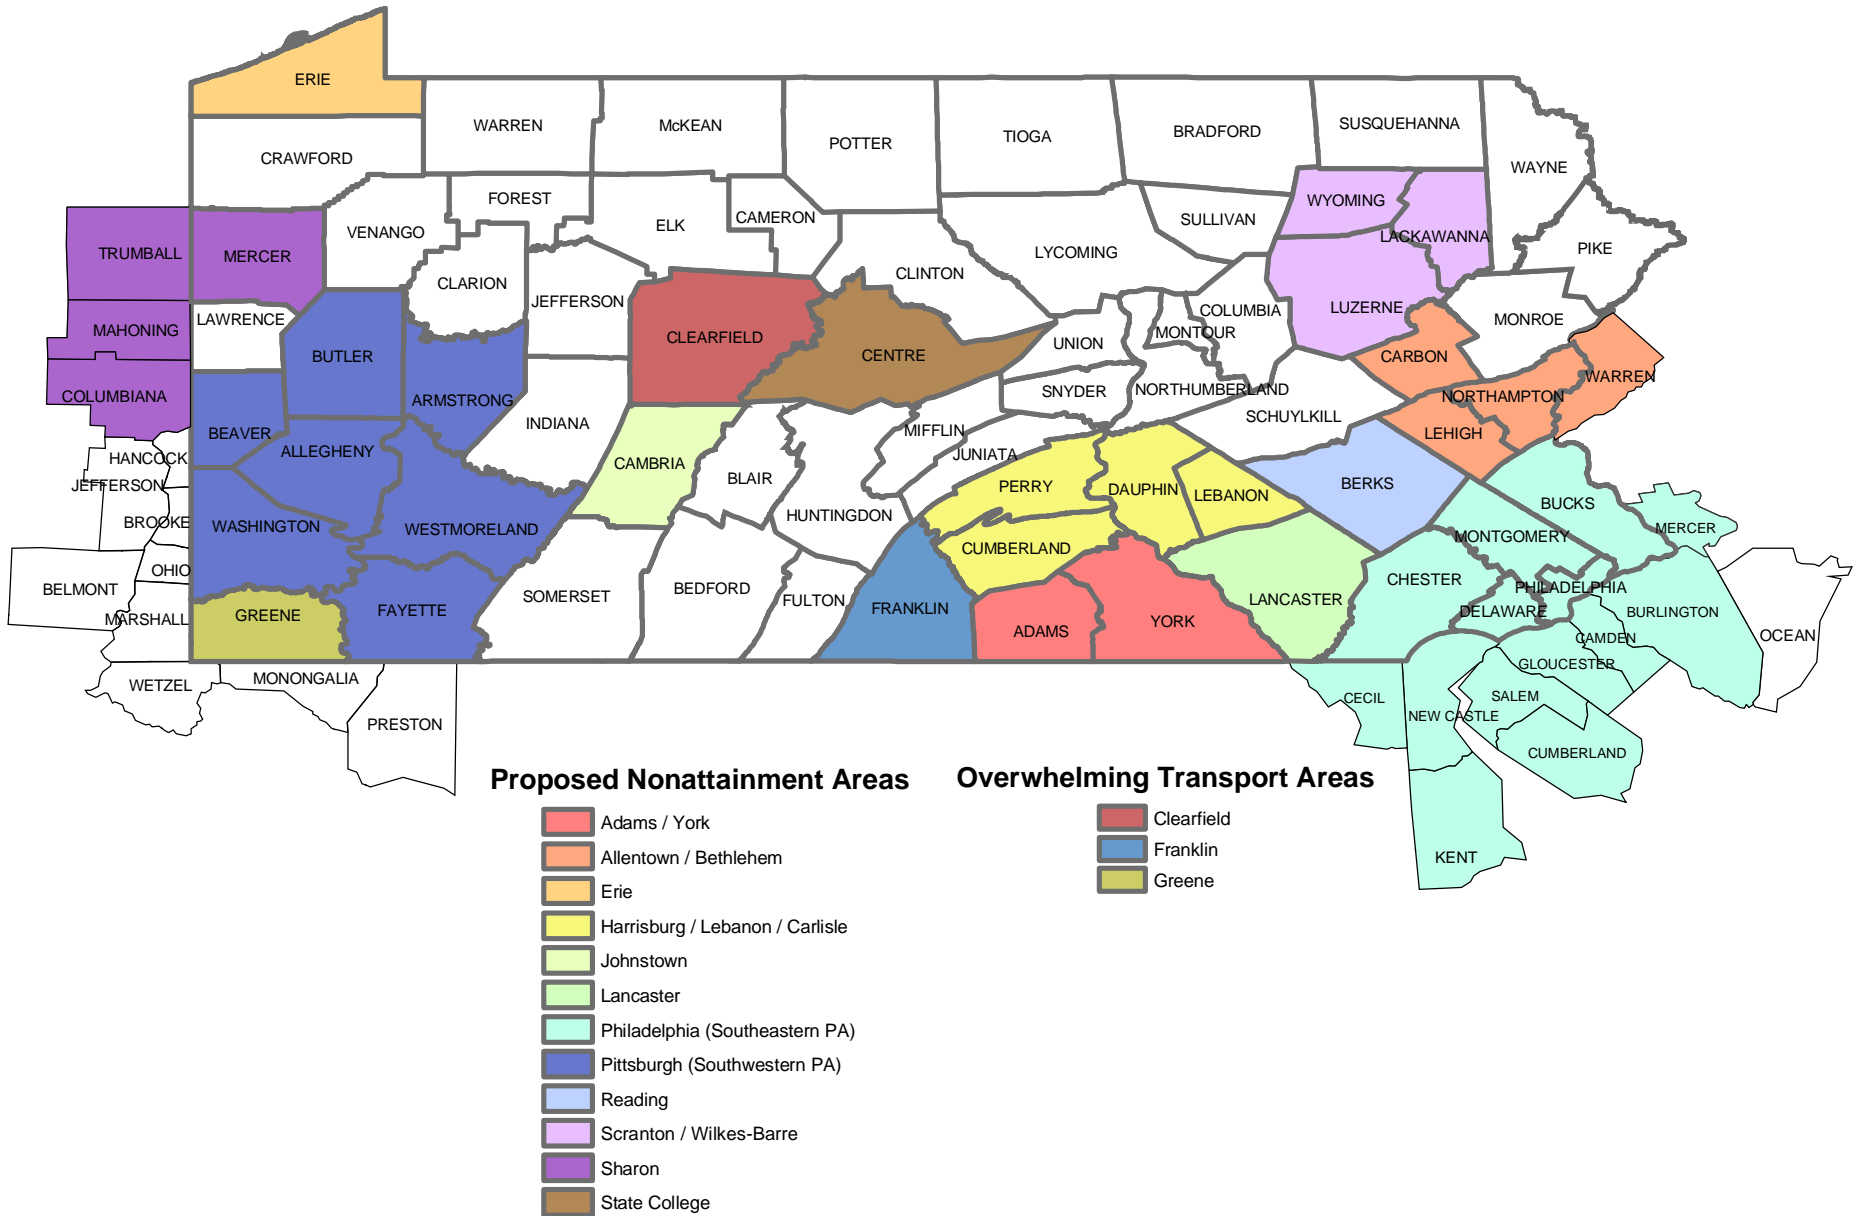 ERIE
WARREN
McKEAN
POTTER
TIOGA
BRADFORD
SUSQUEHANNA
WAYNE
CRAWFORD
FOREST
ELK
CAMERON
SULLIVAN
WYOMING
LACKAWANNA
PIKE
VENANGO
TRUMBALL
MERCER
CLARION
JEFFERSON
CLINTON
LYCOMING
COLUMBIA
LUZERNE
MONROE
LAWRENCE
MAHONING
BUTLER
CLEARFIELD
CENTRE
UNION
MONTOUR
CARBON
WARREN
COLUMBIANA
ARMSTRONG
INDIANA
SNYDER
NORTHUMBERLAND
SCHUYLKILL
NORTHAMPTON
LEHIGH
BEAVER
ALLEGHENY
CAMBRIA
BLAIR
MIFFLIN
JUNIATA
HANCOCK
JEFFERSON
PERRY
DAUPHIN
LEBANON
BERKS
BUCKS
BROOKE
WASHINGTON
WESTMORELAND
HUNTINGDON
CUMBERLAND
MONTGOMERY
MERCER
OHIO
BELMONT
MARSHALL
GREENE
FAYETTE
SOMERSET
BEDFORD
FULTON
FRANKLIN
ADAMS
YORK
LANCASTER
CHESTER
DELAWARE
PHILADELPHIA
BURLINGTON
CAMDEN
OCEAN
GLOUCESTER
WETZEL
MONONGALIA
PRESTON
CECIL
NEW CASTLE
SALEM
CUMBERLAND
KENT
Proposed Nonattainment Areas
Adams / York
Allentown / Bethlehem
Erie
Harrisburg / Lebanon / Carlisle
Johnstown
Lancaster
Philadelphia (Southeastern PA)
Pittsburgh (Southwestern PA)
Reading
Scranton / Wilkes-Barre
Sharon
State College
Overwhelming Transport Areas
Clearfield
Franklin
Greene